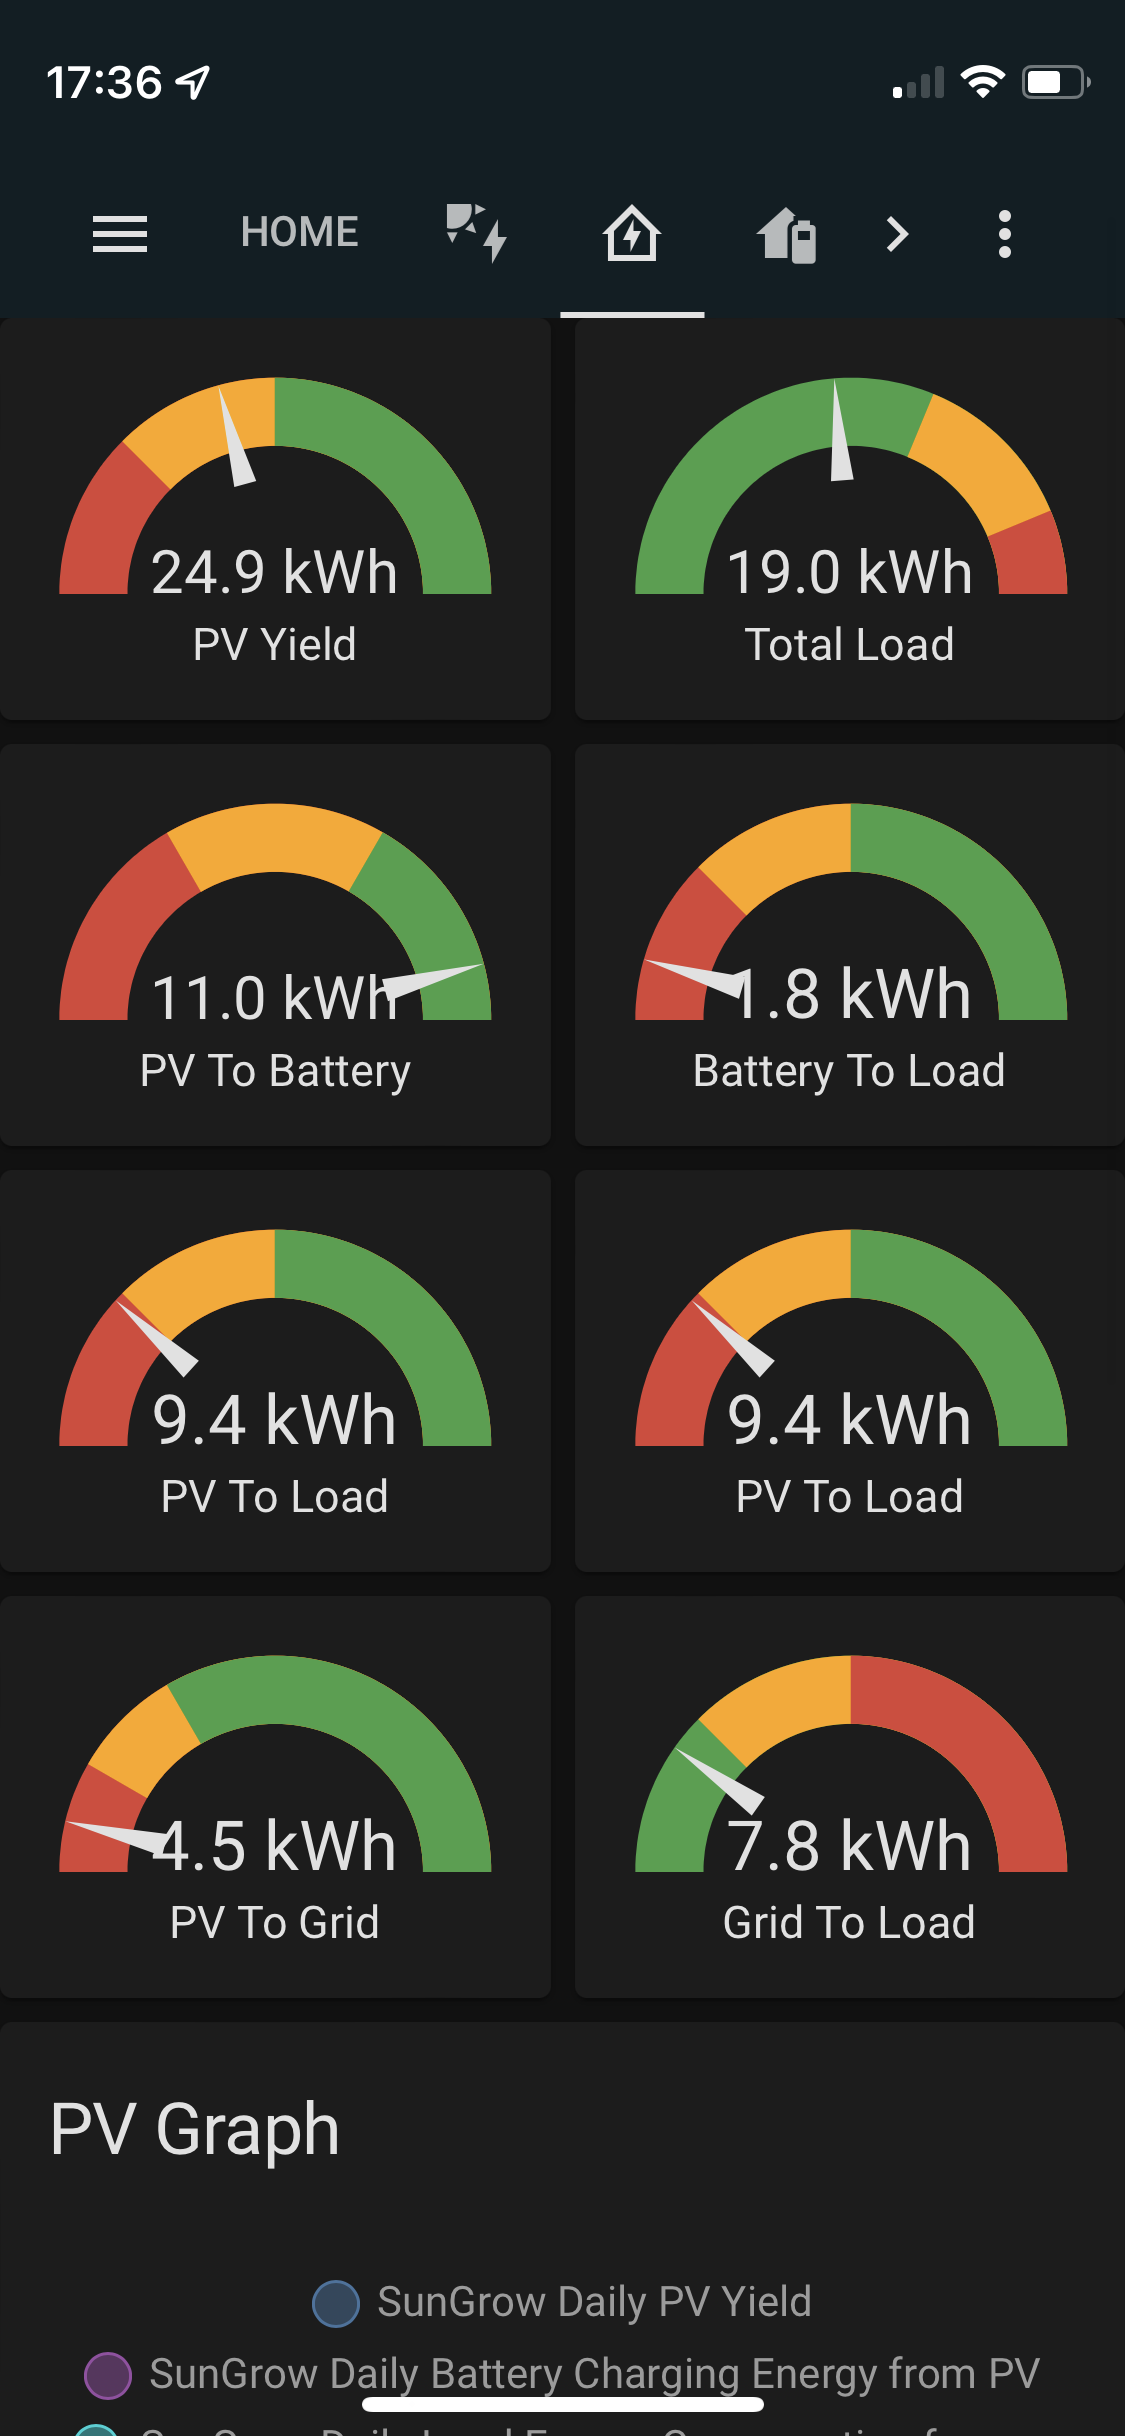 17:36
HOME
24.9 kWh
PV Yield
19.0 kWh
Total Load
11.0 kWh
PV To Battery
1.8 kWh
Battery To Load
9.4 kWh
PV To Load
9.4 kWh
PV To Load
4.5 kWh
PV To Grid
7.8 kWh
Grid To Load
PV Graph
SunGrow Daily PV Yield
SunGrow Daily Battery Charging Energy from PV